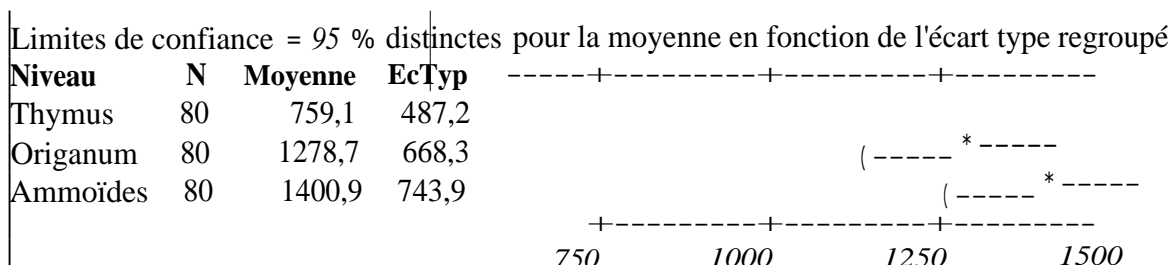 Limites de confiance = 95 % distinctes pour la moyenne en fonction de l'écart type regroupé
Niveau N Moyenne EcTyp -----+---------+---------+---------
Thymus 80 759,1 487,2
Origanum 80 1278,7 668,3 (-----*-----
Ammoïdes 80 1400,9 743,9 (-----*-----
+---------+---------+---------
750 1000 1250 1500